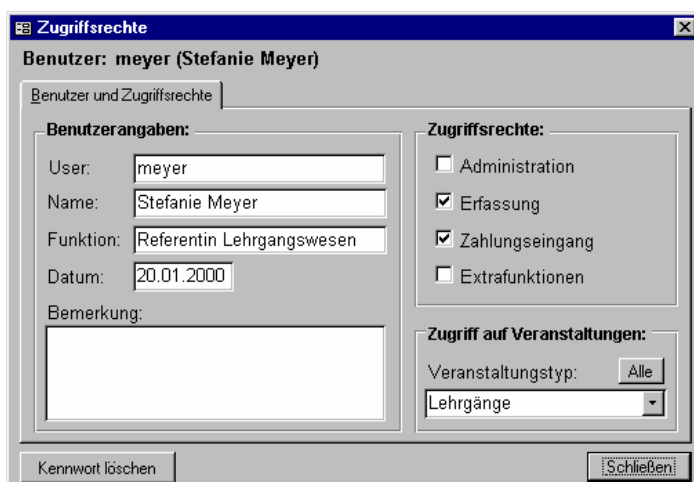 Zugriffsrechte
Benutzer: meyer (Stefanie Meyer)
Benutzer und Zugriffsrechte
Benutzerangaben:
User: meyer
Name: Stefanie Meyer
Funktion: Referentin Lehrgangswesen
Datum: 20.01.2000
Bemerkung:
Zugriffsrechte:
Administration
Erfassung
Zahlungseingang
Extrafunktionen
Zugriff auf Veranstaltungen:
Veranstaltungstyp: Alle
Lehrgänge
Kennwort löschen
Schließen